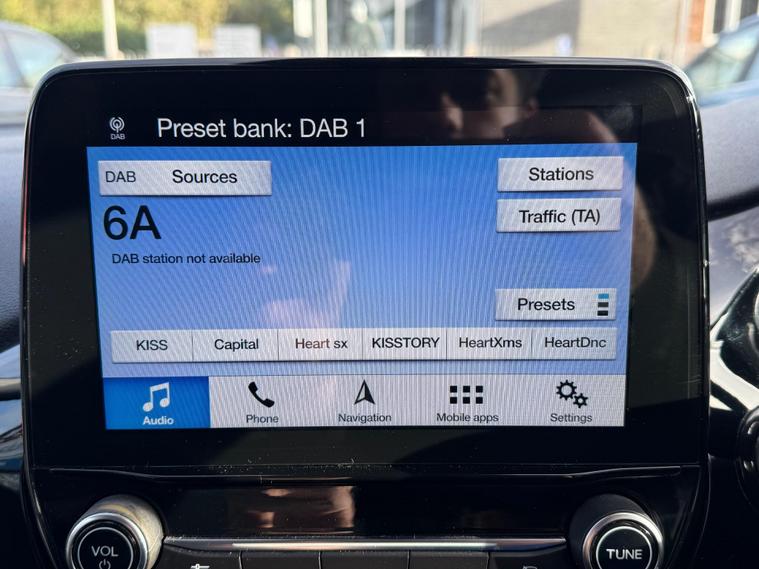 DAB
Preset bank: DAB 1
DAB Sources
Stations
6A
Traffic (TA)
DAB station not available
Presets
KISS Capital Heart sx KISSTORY HeartXms HeartDnc
Audio Phone Navigation Mobile apps Settings
VOL TUNE